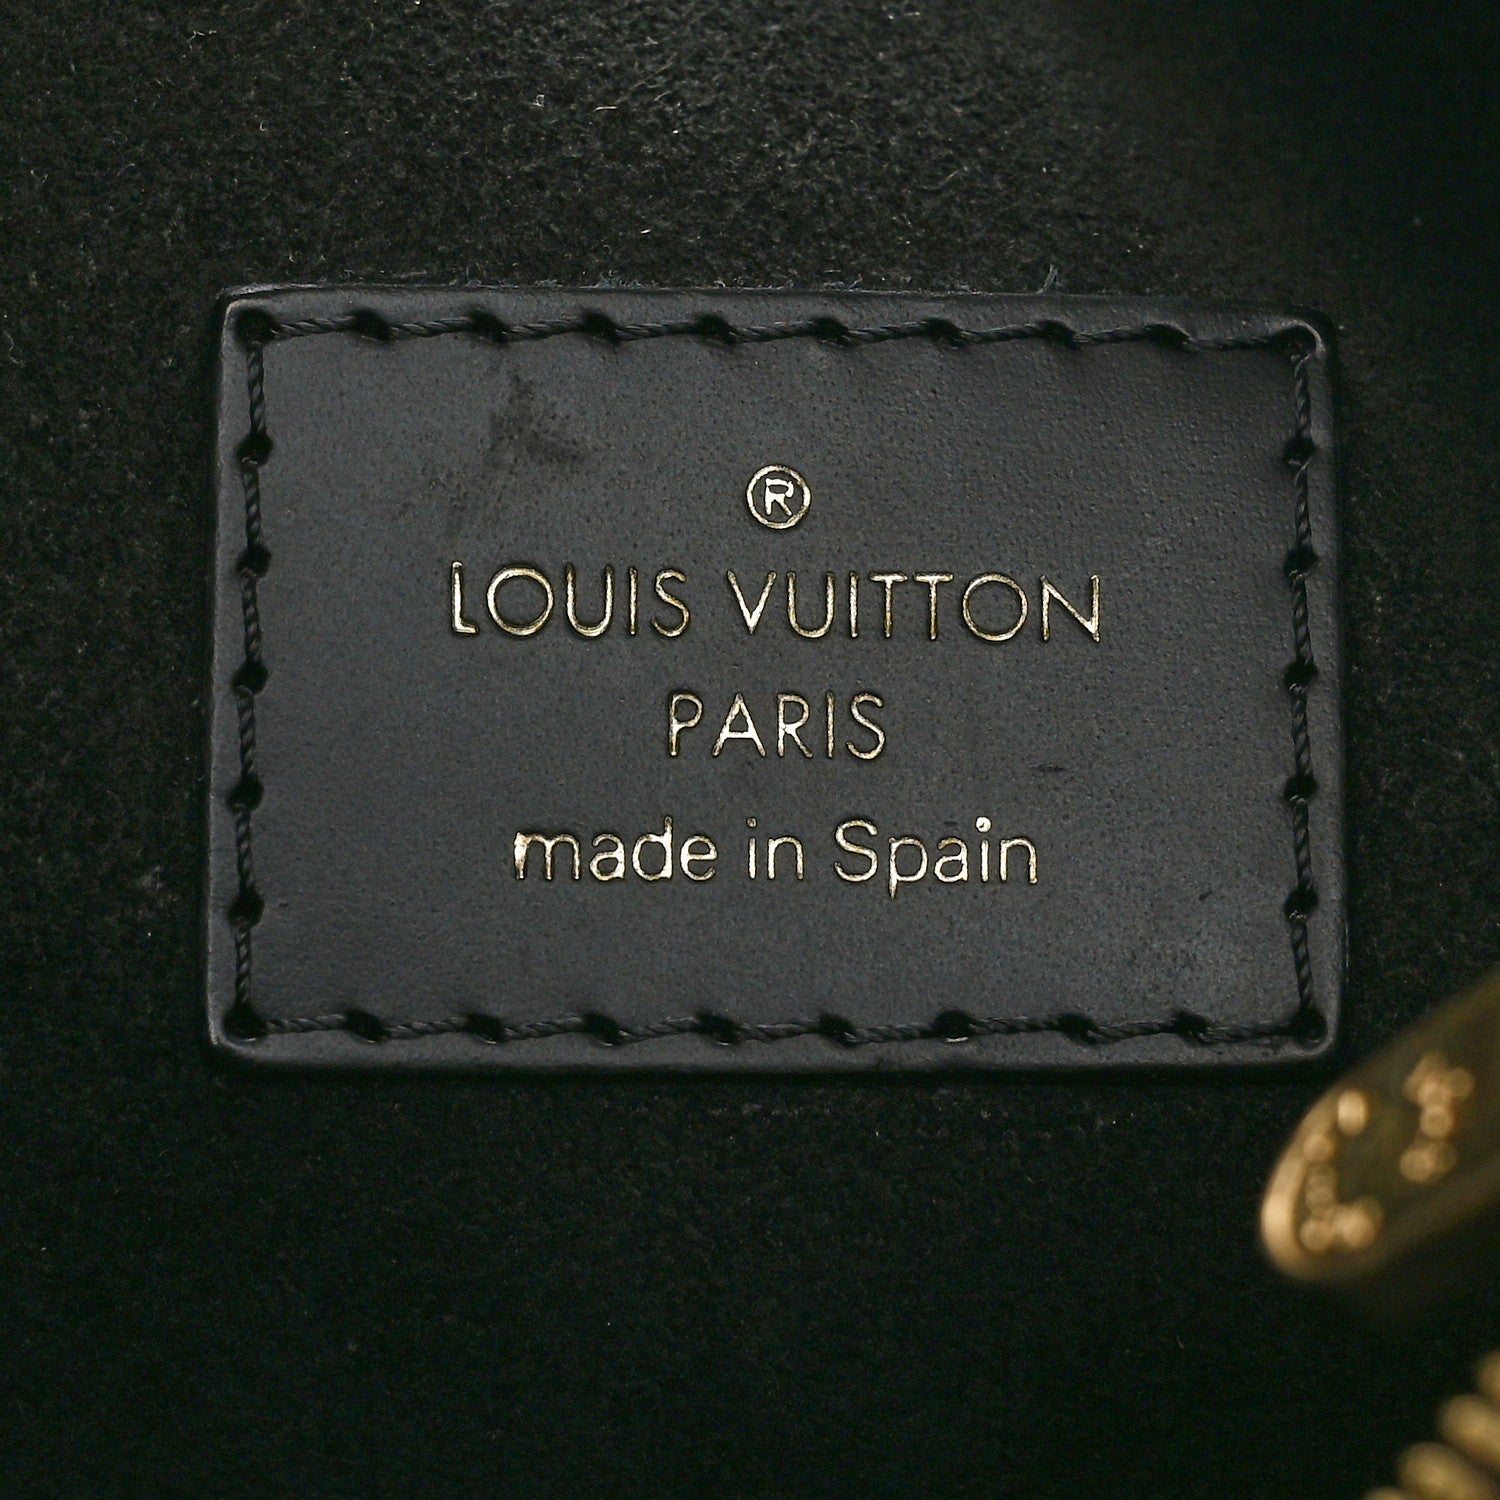 ®
LOUIS VUITTON
PARIS
made in Spain